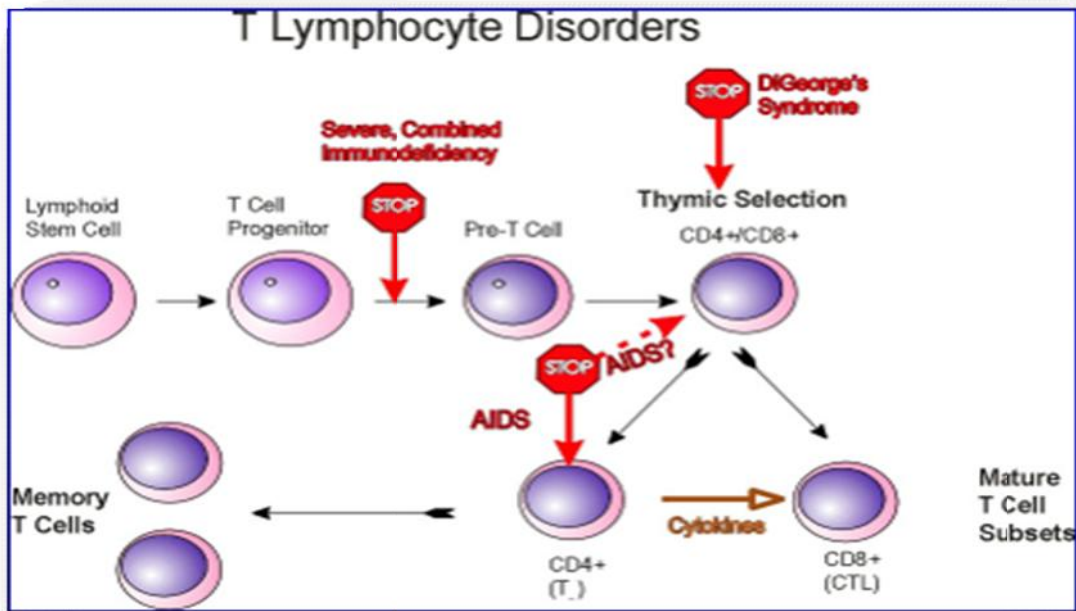 T Lymphocyte Disorders
STOP
DiGeorge's
Syndrome
Severe, Combined
Immunodeficiency
STOP
Thymic Selection
CD4+/CD8+
Lymphoid
Stem Cell
T Cell
Progenitor
Pre-T Cell
STOP
AIDS?
AIDS
Memory
T Cells
Cytokines
Mature
T Cell
Subsets
CD4+
CD8+
(CTL)